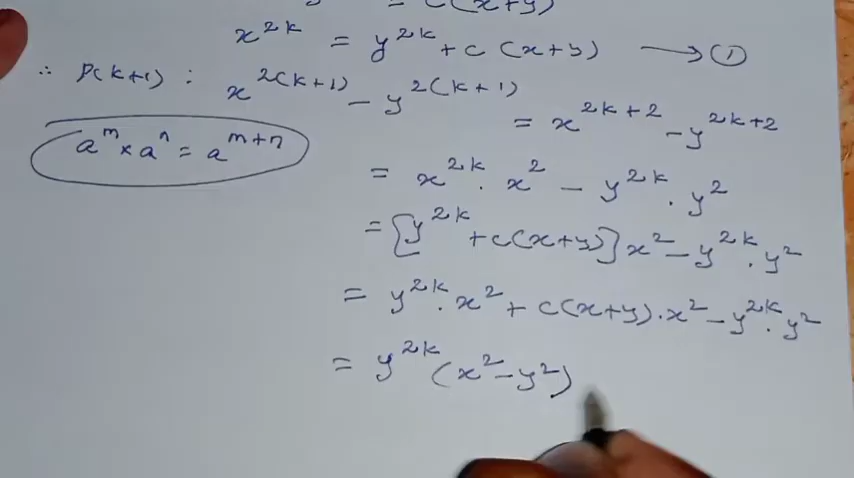 = c(x+y)
x^{2k} = y^{2k} + c (x+y) → ①
∴ P(k+1) : x^{2(k+1)} - y^{2(k+1)}
= x^{2k+2} - y^{2k+2}
a^m × a^n = a^{m+n}
= x^{2k} . x^2 - y^{2k} . y^2
= [y^{2k} + c(x+y)] x^2 - y^{2k} . y^2
= y^{2k} . x^2 + c(x+y) . x^2 - y^{2k} . y^2
= y^{2k} (x^2 - y^2)